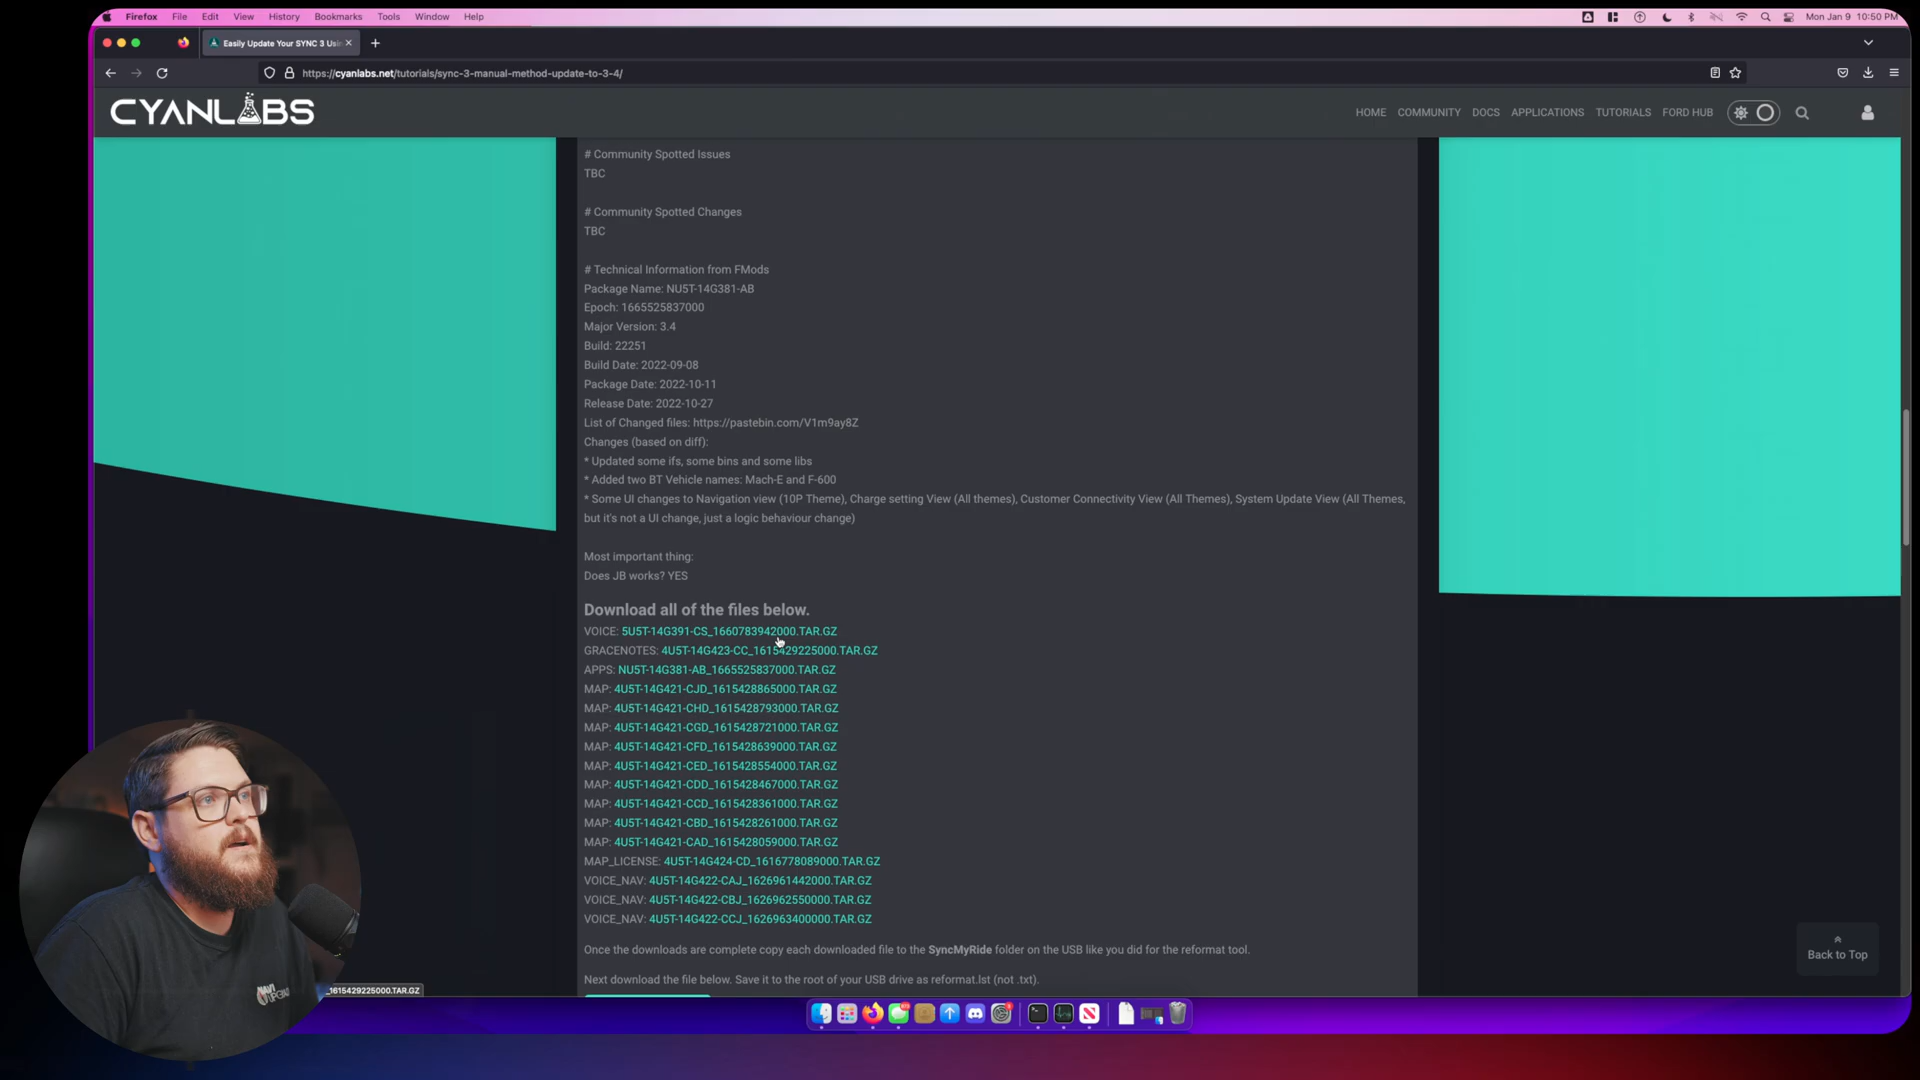 Firefox File Edit View History Bookmarks Tools Window Help
Mon Jan 9 10:50 PM
Easily Update Your SYNC 3 Usi
https://cyanlabs.net/tutorials/sync-3-manual-method-update-to-3-4/
CYANLABS
HOME COMMUNITY DOCS APPLICATIONS TUTORIALS FORD HUB
# Community Spotted Issues
TBC
# Community Spotted Changes
TBC
# Technical Information from FMods
Package Name: NU5T-14G381-AB
Epoch: 1665525837000
Major Version: 3.4
Build: 22251
Build Date: 2022-09-08
Package Date: 2022-10-11
Release Date: 2022-10-27
List of Changed files: https://pastebin.com/V1m9ay8Z
Changes (based on diff):
* Updated some ifs, some bins and some libs
* Added two BT Vehicle names: Mach-E and F-600
* Some UI changes to Navigation view (10P Theme), Charge setting View (All themes), Customer Connectivity View (All Themes), System Update View (All Themes,
but it's not a UI change, just a logic behaviour change)
Most important thing:
Does JB works? YES
Download all of the files below.
VOICE: 5U5T-14G391-CS_1660783942000.TAR.GZ
GRACENOTES: 4U5T-14G423-CC_1615429225000.TAR.GZ
APPS: NU5T-14G381-AB_1665525837000.TAR.GZ
MAP: 4U5T-14G421-CJD_1615428865000.TAR.GZ
MAP: 4U5T-14G421-CHD_1615428793000.TAR.GZ
MAP: 4U5T-14G421-CGD_1615428721000.TAR.GZ
MAP: 4U5T-14G421-CFD_1615428639000.TAR.GZ
MAP: 4U5T-14G421-CED_1615428554000.TAR.GZ
MAP: 4U5T-14G421-CDD_1615428467000.TAR.GZ
MAP: 4U5T-14G421-CCD_1615428361000.TAR.GZ
MAP: 4U5T-14G421-CBD_1615428261000.TAR.GZ
MAP: 4U5T-14G421-CAD_1615428059000.TAR.GZ
MAP_LICENSE: 4U5T-14G424-CD_1616778089000.TAR.GZ
VOICE_NAV: 4U5T-14G422-CAJ_1626961442000.TAR.GZ
VOICE_NAV: 4U5T-14G422-CBJ_1626962550000.TAR.GZ
VOICE_NAV: 4U5T-14G422-CCJ_1626963400000.TAR.GZ
Once the downloads are complete copy each downloaded file to the SyncMyRide folder on the USB like you did for the reformat tool.
Next download the file below. Save it to the root of your USB drive as reformat.lst (not .txt).
Back to Top
_1615429225000.TAR.GZ